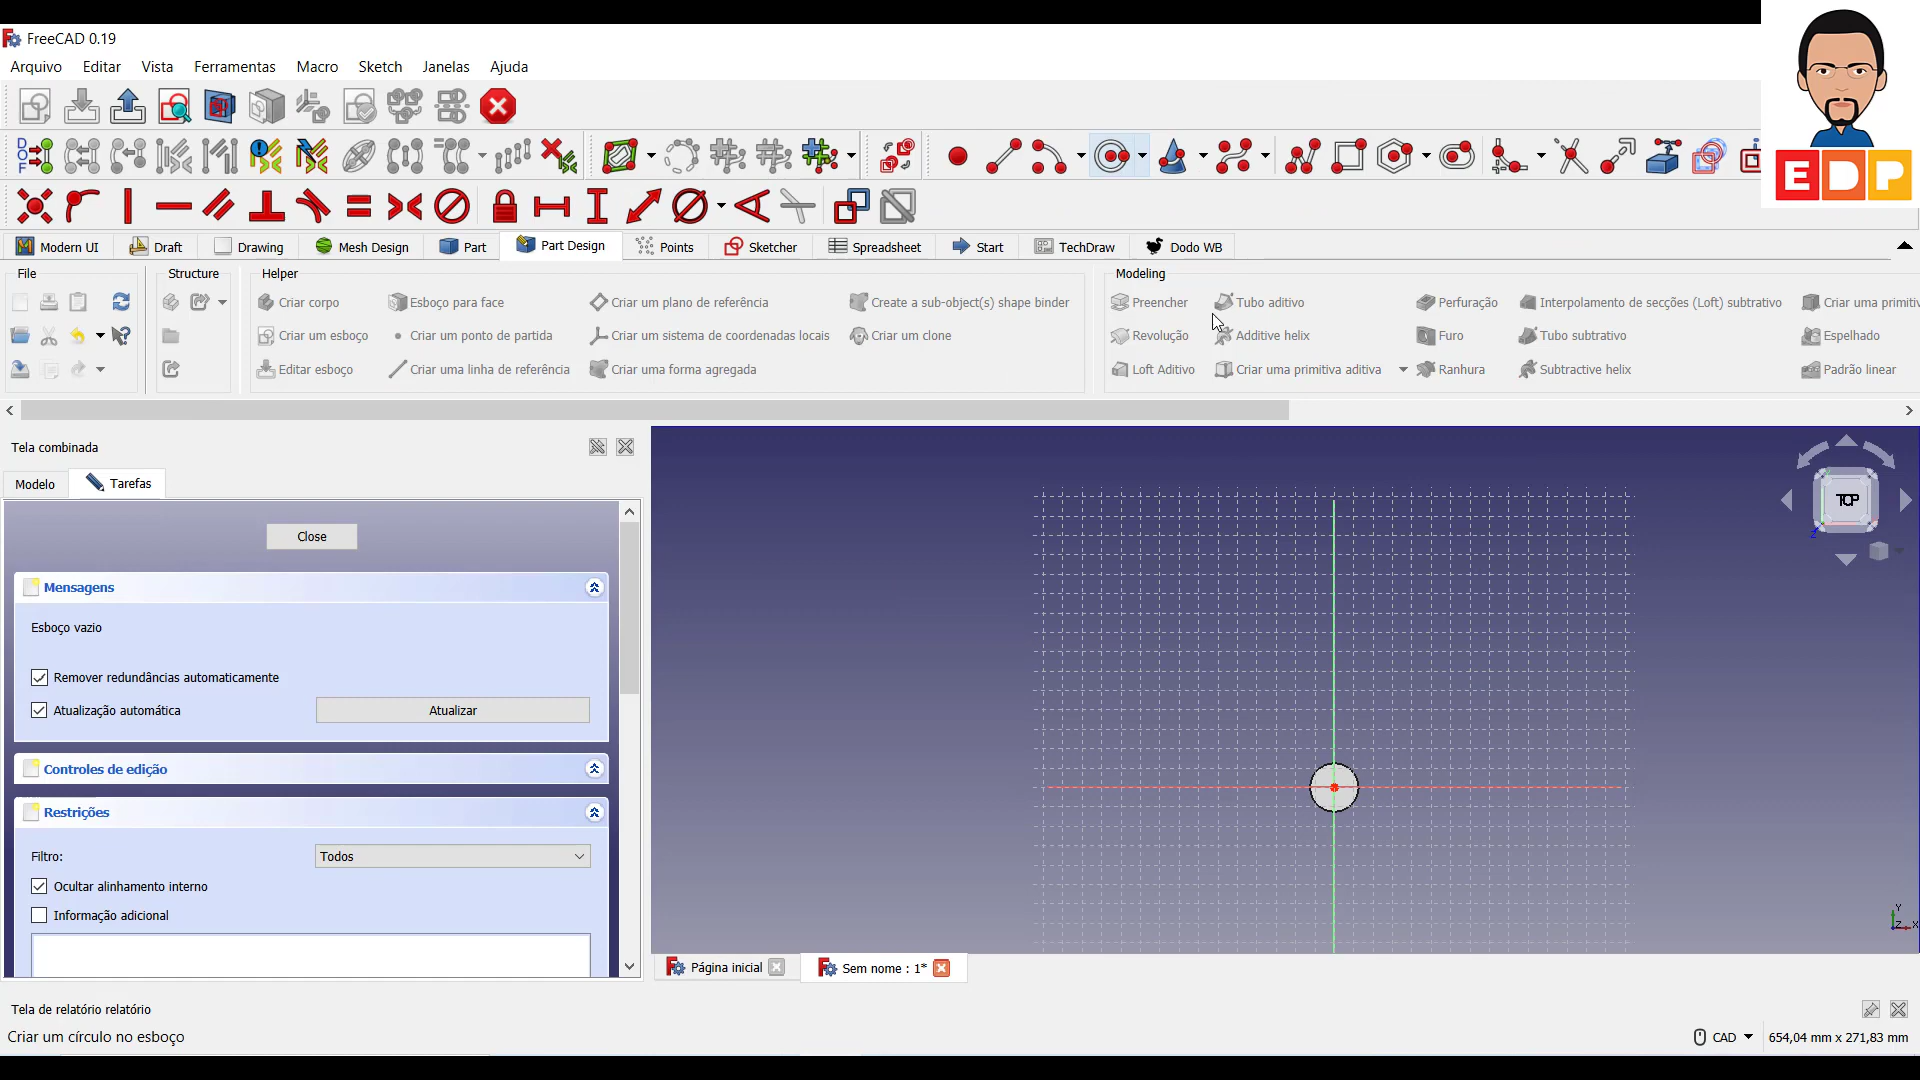 FreeCAD 0.19
Arquivo Editar Vista Ferramentas Macro Sketch Janelas Ajuda
EDP
DOF
Modern UI Draft Drawing Mesh Design Part Part Design Points Sketcher Spreadsheet Start TechDraw Dodo WB
File Structure Helper Modeling
Criar corpo Esboço para face Criar um plano de referência Create a sub-object(s) shape binder Preencher Tubo aditivo Perfuração Interpolamento de secções (Loft) subtrativo Criar uma primitiv
Criar um esboço Criar um ponto de partida Criar um sistema de coordenadas locais Criar um clone Revolução Additive helix Furo Tubo subtrativo Espelhado
Editar esboço Criar uma linha de referência Criar uma forma agregada Loft Aditivo Criar uma primitiva aditiva Ranhura Subtractive helix Padrão linear
Tela combinada
Modelo Tarefas
Close
Mensagens
Esboço vazio
Remover redundâncias automaticamente
Atualização automática Atualizar
Controles de edição
Restrições
Filtro: Todos
Ocultar alinhamento interno
Informação adicional
TOP
Z
Y
Z X
Página inicial Sem nome : 1*
Tela de relatório relatório
Criar um círculo no esboço CAD 654,04 mm x 271,83 mm